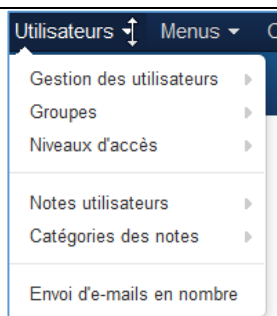 Utilisateurs Menus C
Gestion des utilisateurs
Groupes
Niveaux d'accès
Notes utilisateurs
Catégories des notes
Envoi d'e-mails en nombre